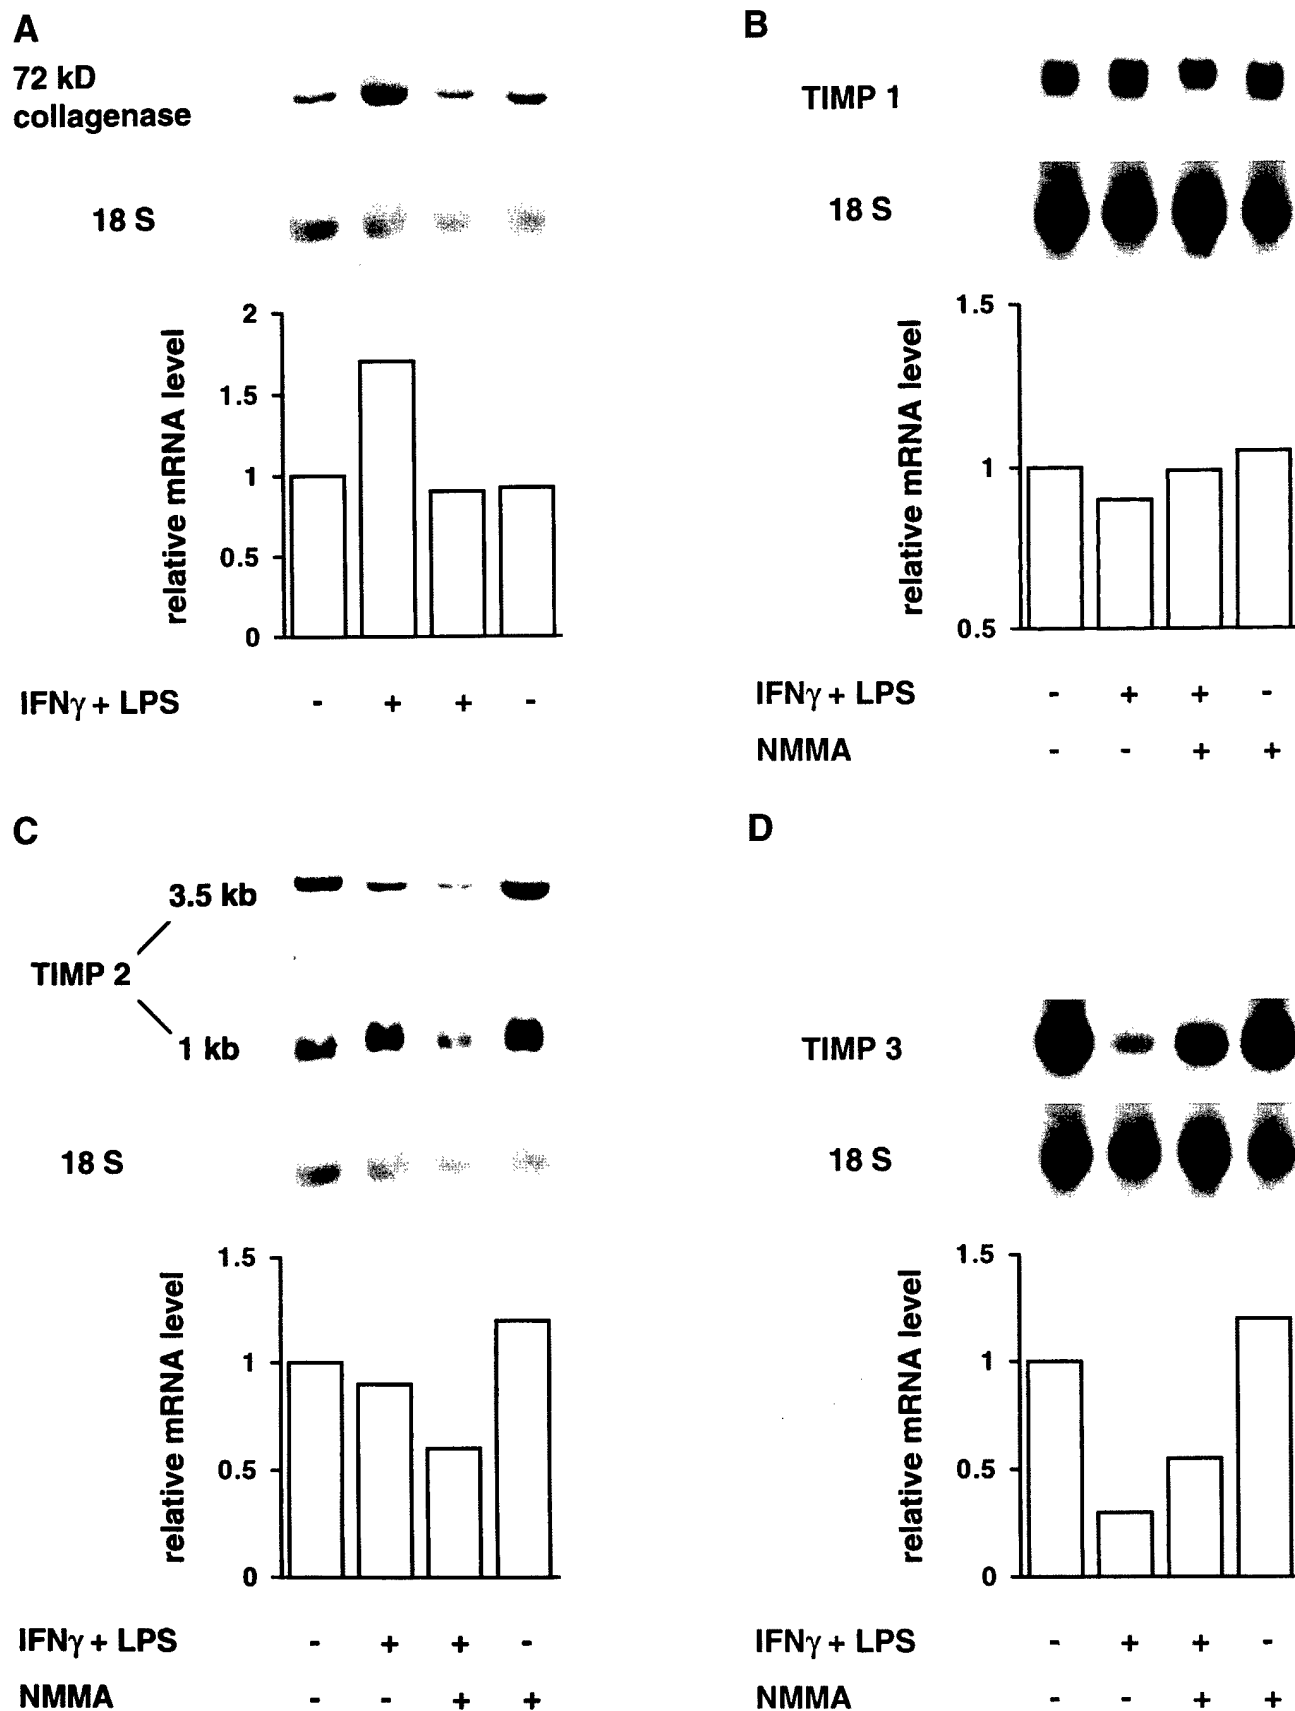 A
72 kD
collagenase
18 S
relative mRNA level
2
1.5
1
0.5
0
IFNγ + LPS - + + -
B
TIMP 1
18 S
relative mRNA level
1.5
1
0.5
IFNγ + LPS - + + -
NMMA - - + +
C
3.5 kb
TIMP 2
1 kb
18 S
relative mRNA level
1.5
1
0.5
0
IFNγ + LPS - + + -
NMMA - - + +
D
TIMP 3
18 S
relative mRNA level
1.5
1
0.5
0
IFNγ + LPS - + + -
NMMA - - + +